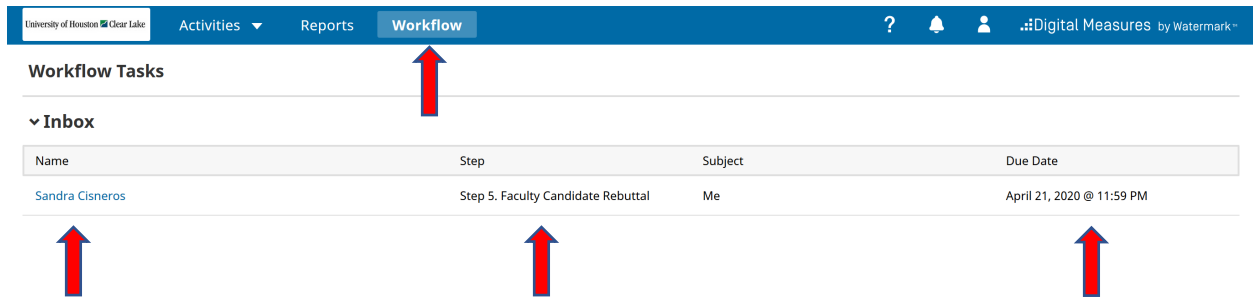 University of Houston Clear Lake Activities Reports Workflow ? Digital Measures by Watermark™
Workflow Tasks
Inbox
Name Step Subject Due Date
Sandra Cisneros Step 5. Faculty Candidate Rebuttal Me April 21, 2020 @ 11:59 PM